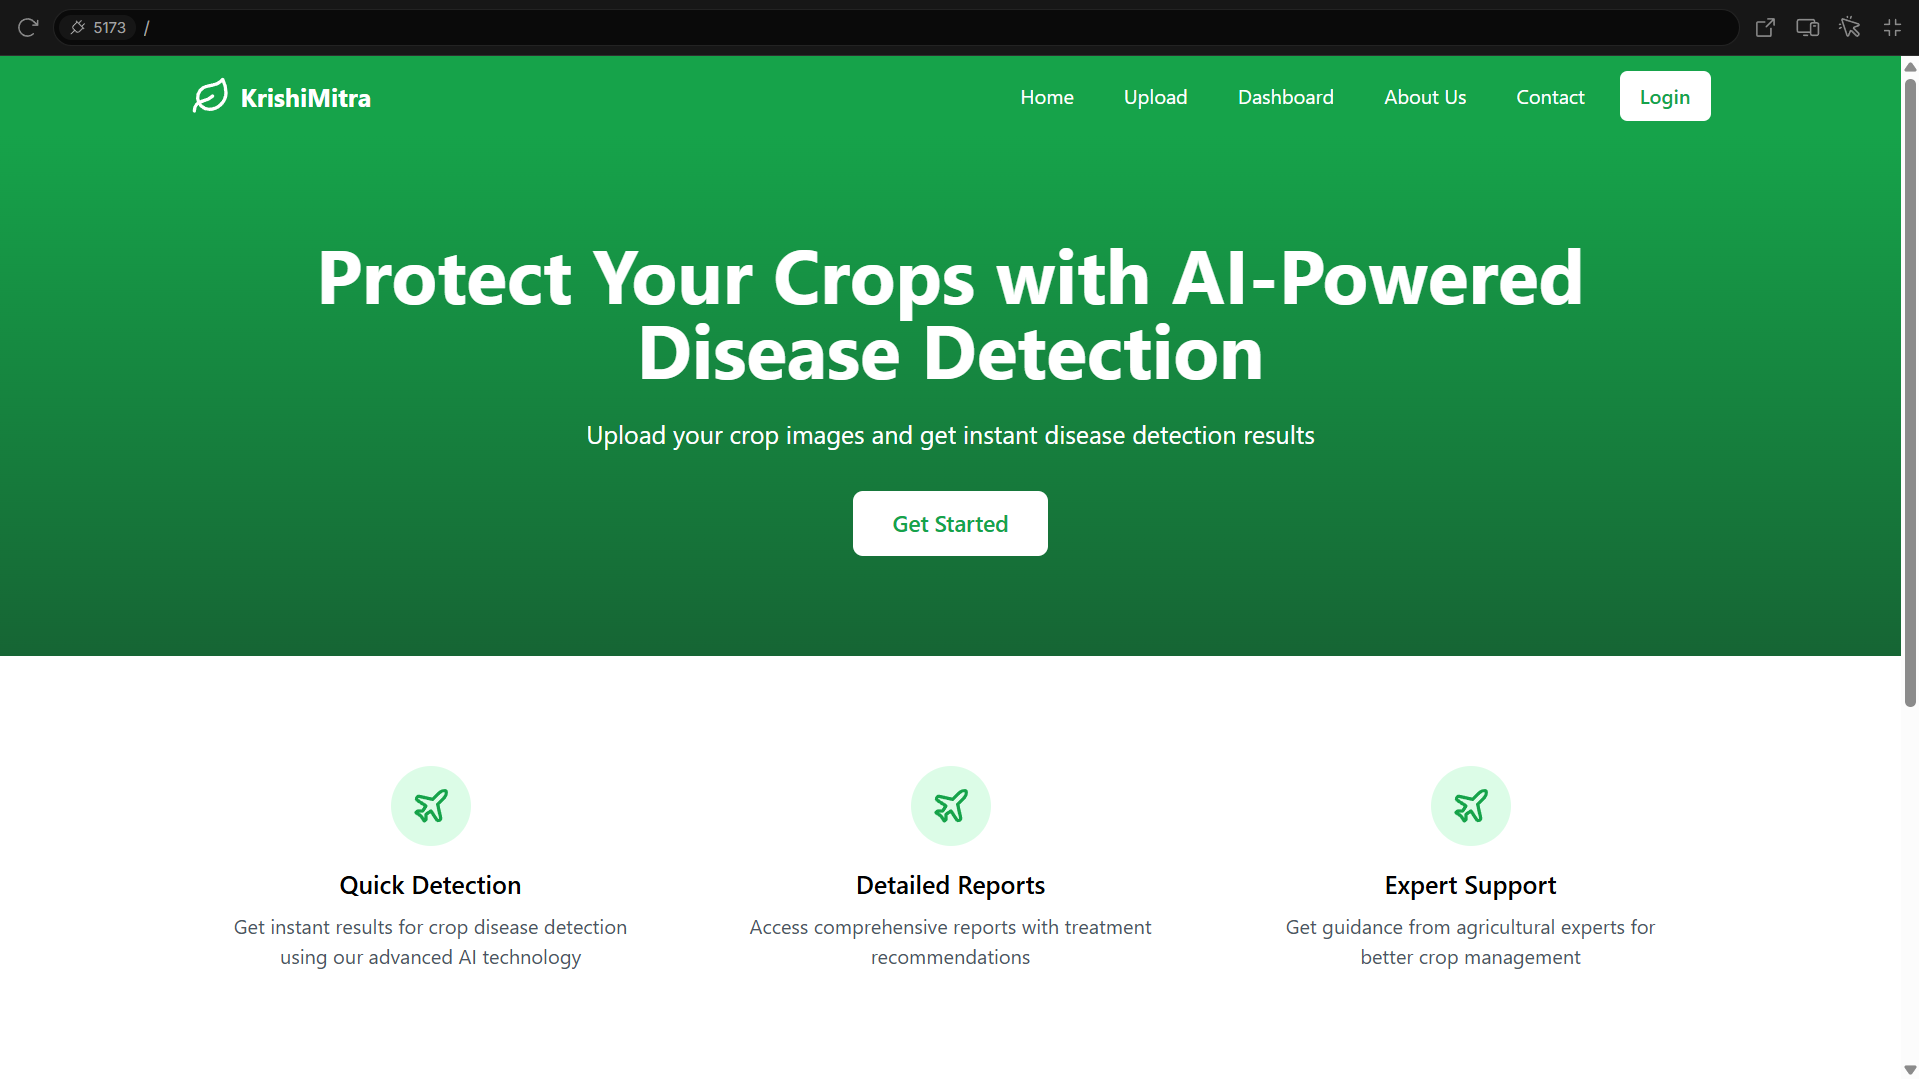 5173 /
KrishiMitra
Home Upload Dashboard About Us Contact Login
Protect Your Crops with AI-Powered
Disease Detection
Upload your crop images and get instant disease detection results
Get Started
Quick Detection
Get instant results for crop disease detection
using our advanced AI technology
Detailed Reports
Access comprehensive reports with treatment
recommendations
Expert Support
Get guidance from agricultural experts for
better crop management